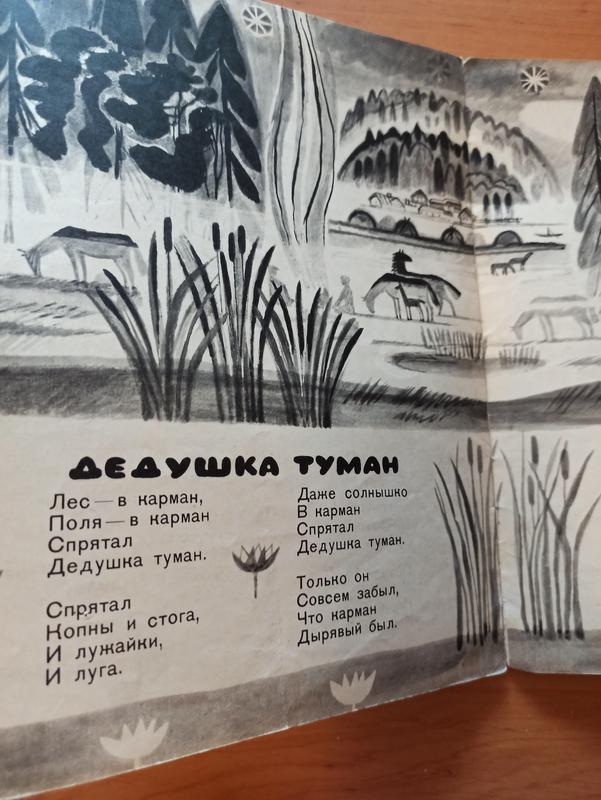 ДЕДУШКА ТУМАН
Лес — в карман,
Поля — в карман
Спрятал
Дедушка туман.
Спрятал
Копны и стога,
И лужайки,
И луга.
Даже солнышко
В карман
Спрятал
Дедушка туман.
Только он
Совсем забыл,
Что карман
Дырявый был.